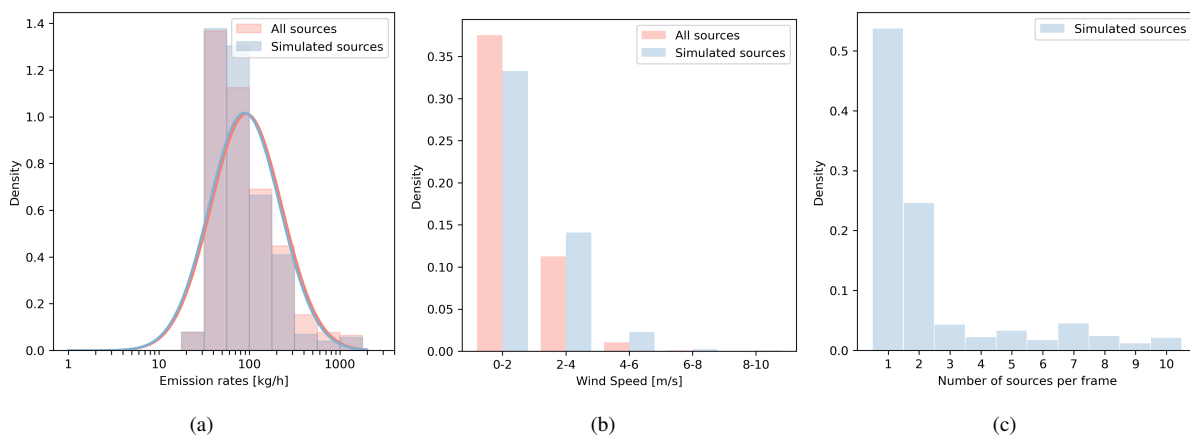 1.4
1.2
1.0
0.8
0.6
0.4
0.2
0.0
Density
1
10
100
1000
Emission rates [kg/h]
All sources
Simulated sources
(a)
0.35
0.30
0.25
0.20
0.15
0.10
0.05
0.00
Density
0-2
2-4
4-6
6-8
8-10
Wind Speed [m/s]
All sources
Simulated sources
(b)
0.5
0.4
0.3
0.2
0.1
0.0
Density
1
2
3
4
5
6
7
8
9
10
Number of sources per frame
Simulated sources
(c)